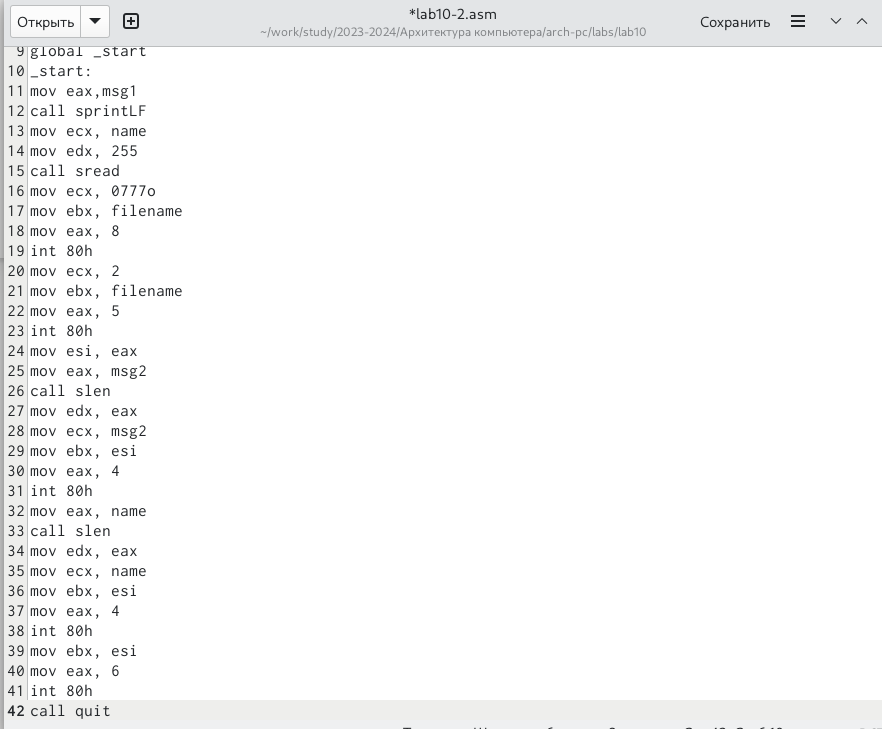 Открыть
*lab10-2.asm
~/work/study/2023-2024/Архитектура компьютера/arch-pc/labs/lab10
Сохранить
9 global _start
10 _start:
11 mov eax,msg1
12 call sprintLF
13 mov ecx, name
14 mov edx, 255
15 call sread
16 mov ecx, 0777o
17 mov ebx, filename
18 mov eax, 8
19 int 80h
20 mov ecx, 2
21 mov ebx, filename
22 mov eax, 5
23 int 80h
24 mov esi, eax
25 mov eax, msg2
26 call slen
27 mov edx, eax
28 mov ecx, msg2
29 mov ebx, esi
30 mov eax, 4
31 int 80h
32 mov eax, name
33 call slen
34 mov edx, eax
35 mov ecx, name
36 mov ebx, esi
37 mov eax, 4
38 int 80h
39 mov ebx, esi
40 mov eax, 6
41 int 80h
42 call quit